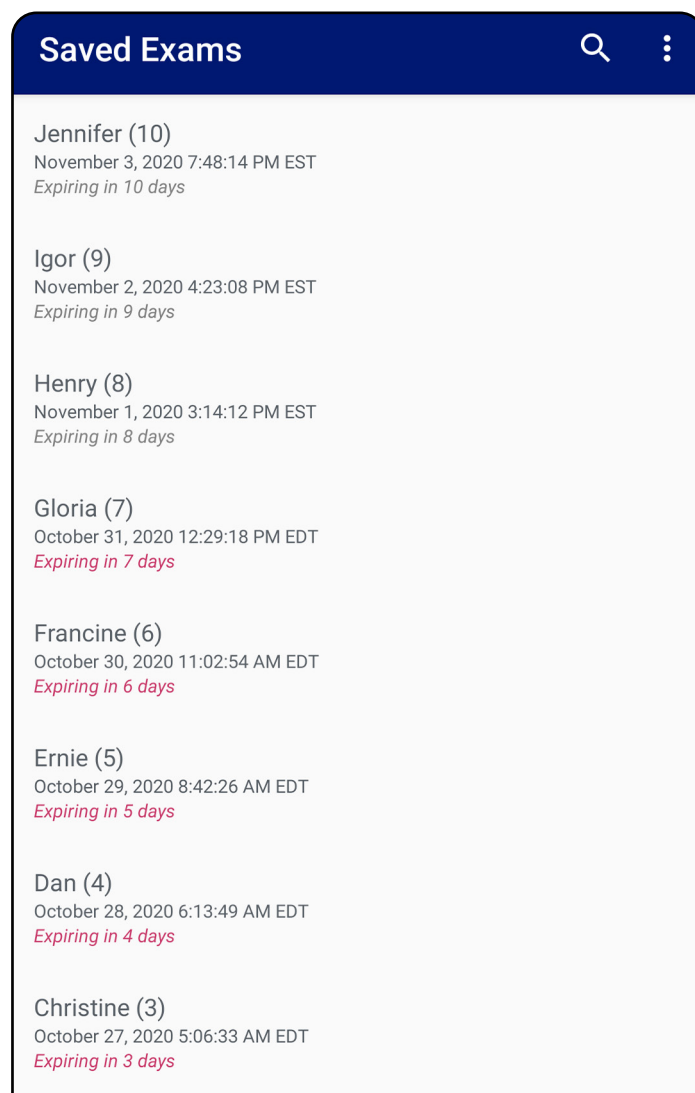 Saved Exams
Jennifer (10)
November 3, 2020 7:48:14 PM EST
Expiring in 10 days
Igor (9)
November 2, 2020 4:23:08 PM EST
Expiring in 9 days
Henry (8)
November 1, 2020 3:14:12 PM EST
Expiring in 8 days
Gloria (7)
October 31, 2020 12:29:18 PM EDT
Expiring in 7 days
Francine (6)
October 30, 2020 11:02:54 AM EDT
Expiring in 6 days
Ernie (5)
October 29, 2020 8:42:26 AM EDT
Expiring in 5 days
Dan (4)
October 28, 2020 6:13:49 AM EDT
Expiring in 4 days
Christine (3)
October 27, 2020 5:06:33 AM EDT
Expiring in 3 days